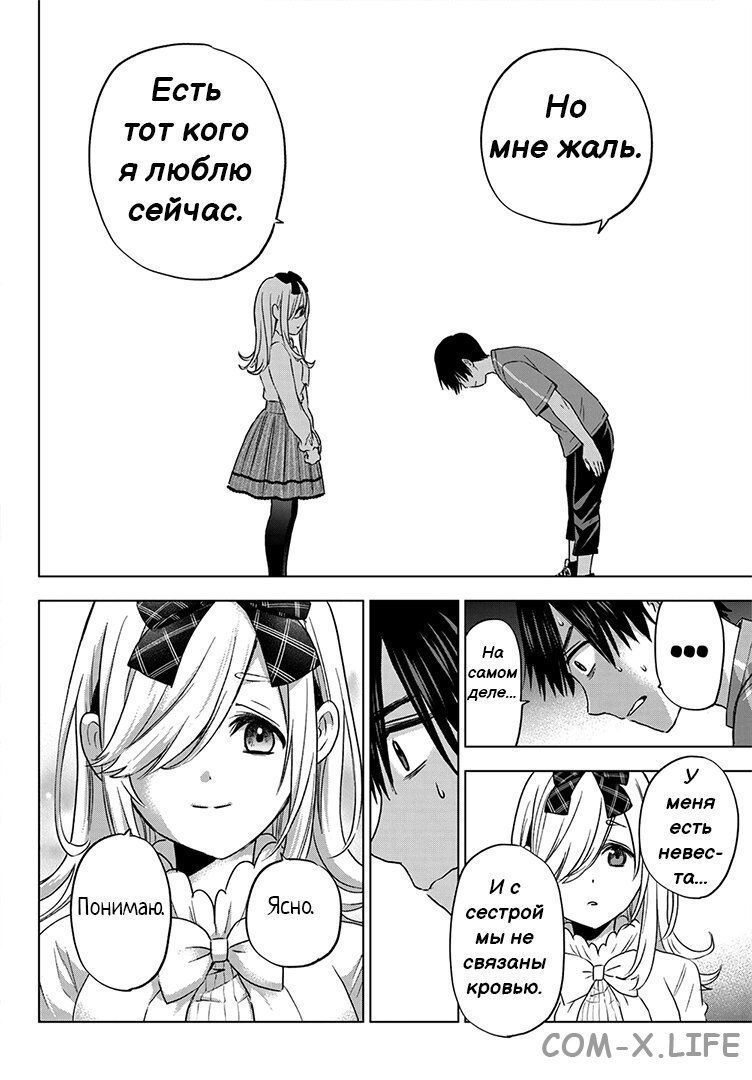 Но
мне жаль.
Есть
тот кого
я люблю
сейчас.
•••
На
самом
деле...
У
меня
есть
невес-
та...
И с
сестрой
мы не
связаны
кровью.
Ясно.
Понимаю.
COM-X.LIFE